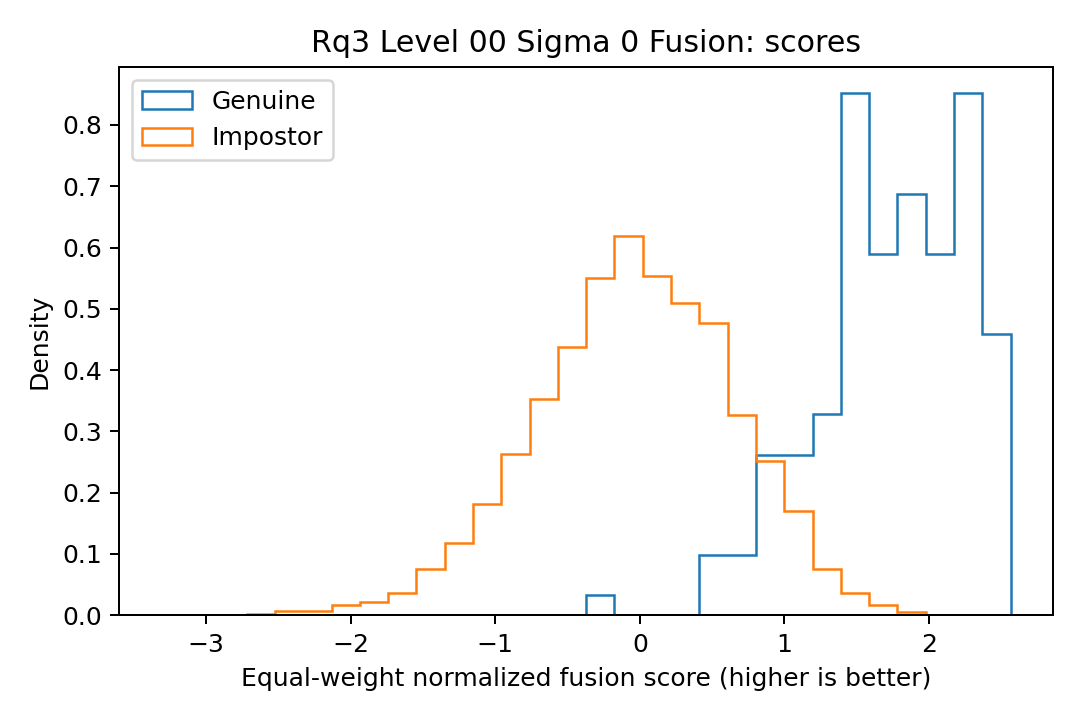 Rq3 Level 00 Sigma 0 Fusion: scores
Genuine
Impostor
Density
0.8
0.7
0.6
0.5
0.4
0.3
0.2
0.1
0.0
−3 −2 −1 0 1 2
Equal-weight normalized fusion score (higher is better)